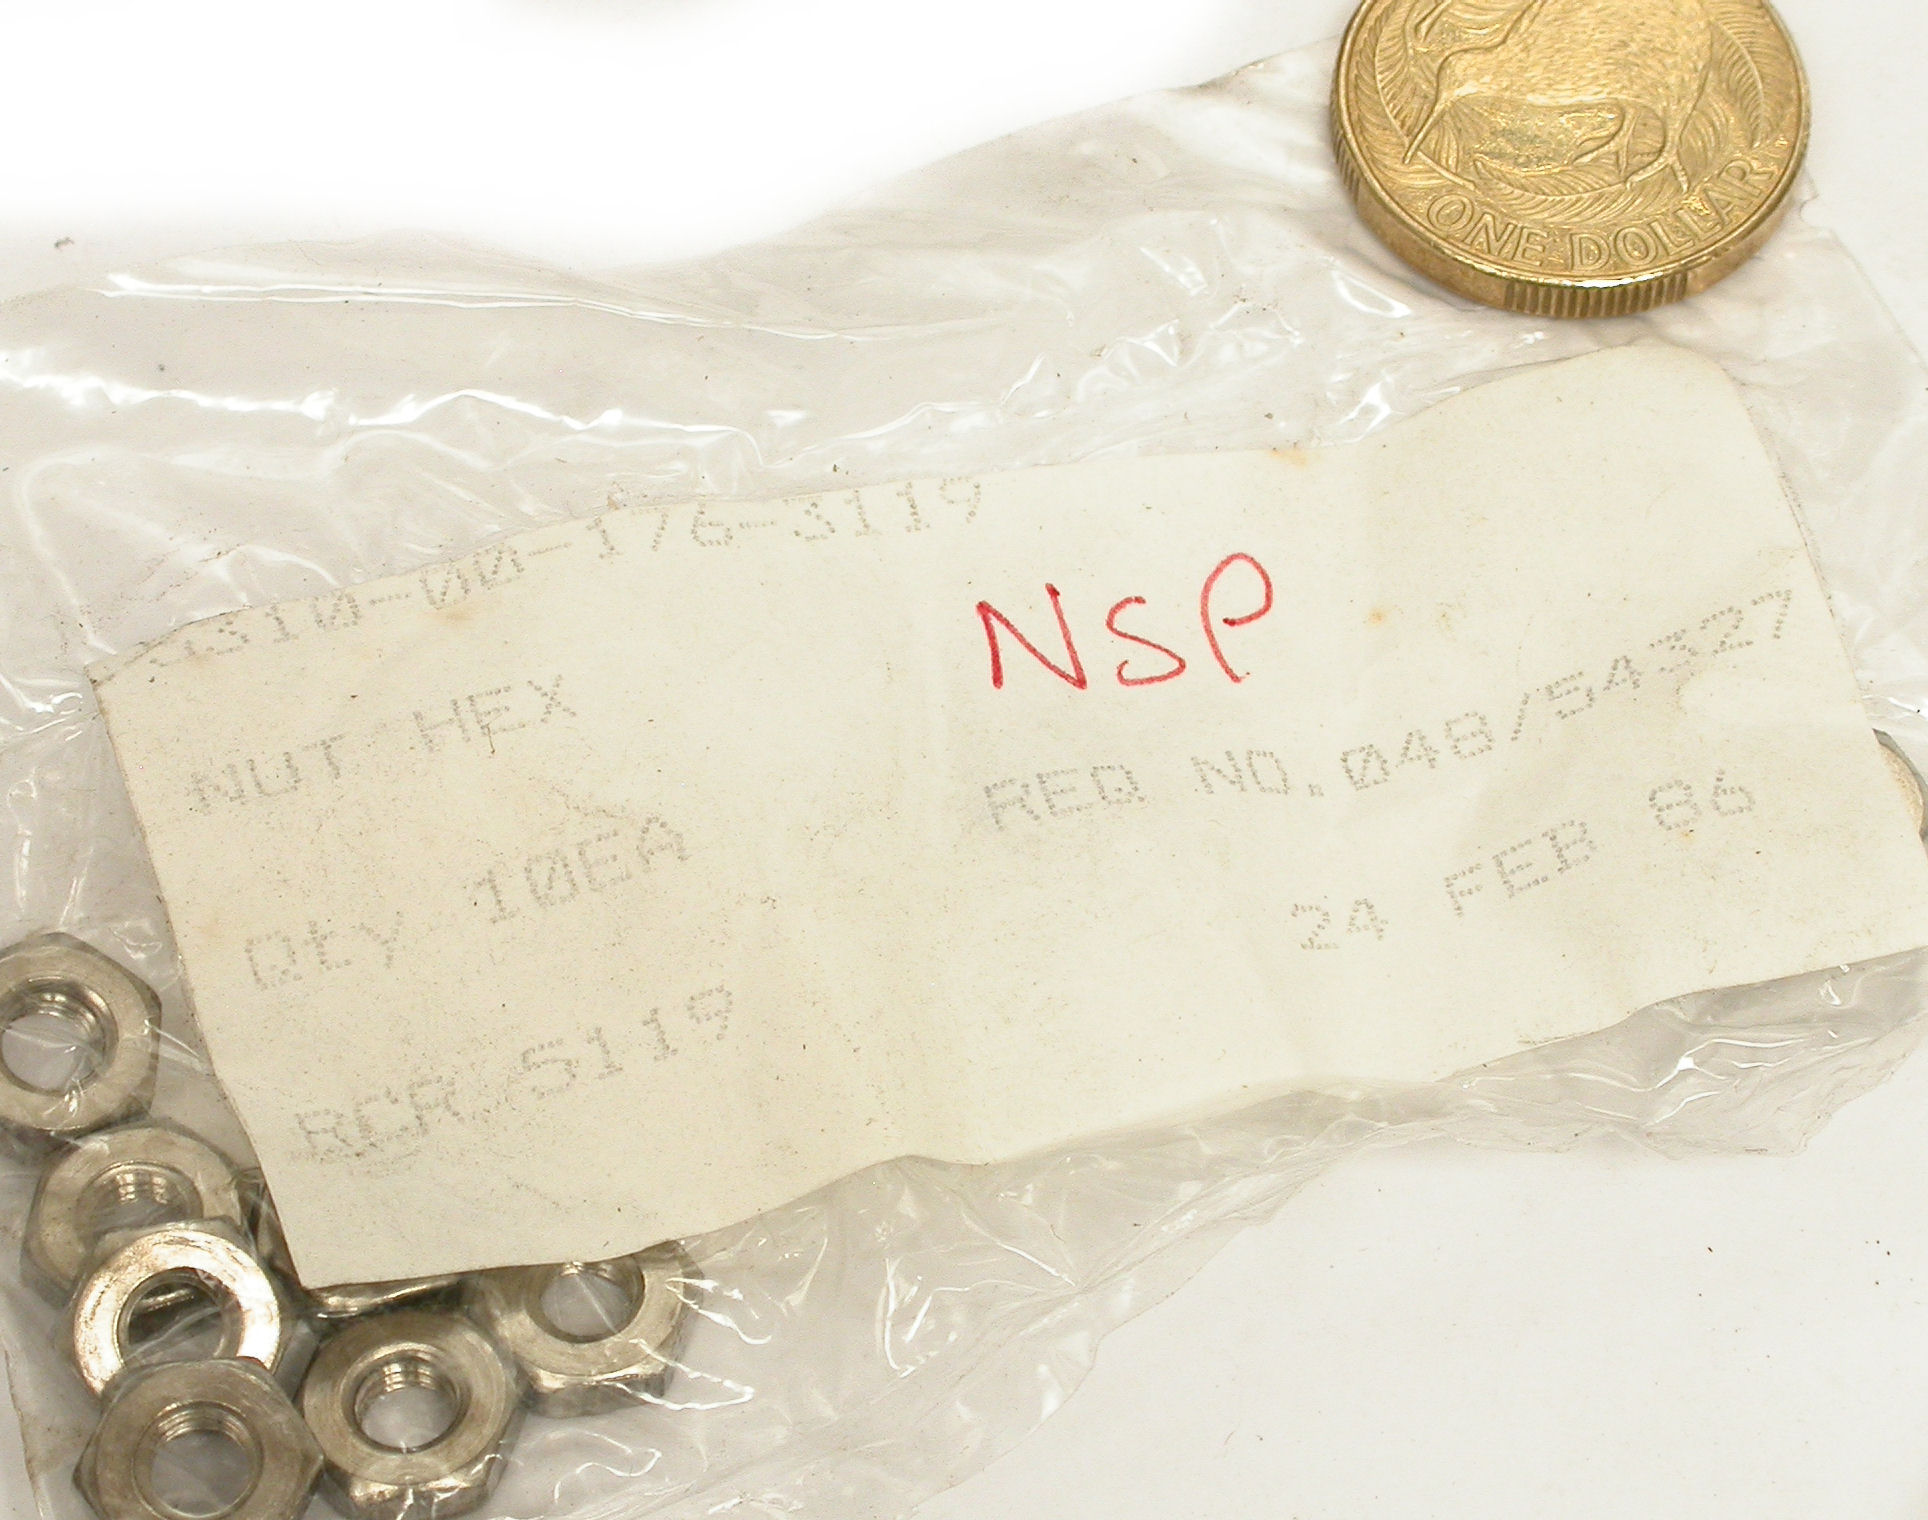 ONE DOLLAR
5310-00-176-3119
NSP
NUT HEX
REQ NO. 048/54327
Qty 10EA
24 FEB 86
RCR 5119